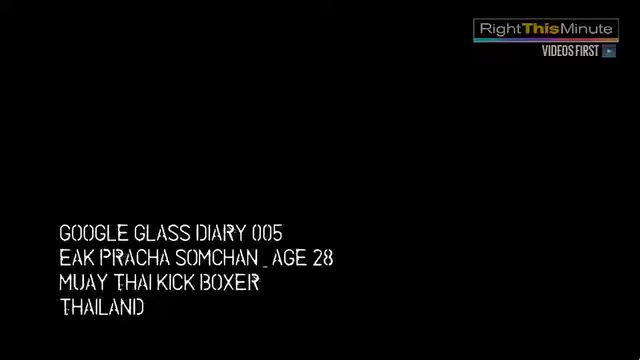 RightThisMinute
VIDEOS FIRST
GOOGLE GLASS DIARY 005
EAK PRACHA SOMCHAN _ AGE 28
MUAY THAI KICK BOXER
THAILAND